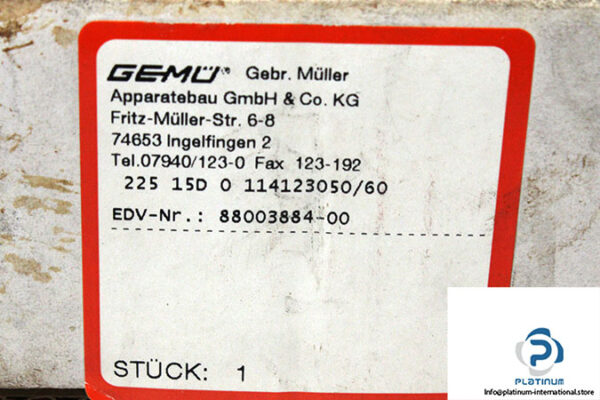 GEMÜ® Gebr. Müller
Apparatebau GmbH & Co. KG
Fritz-Müller-Str. 6-8
74653 Ingelfingen 2
Tel.07940/123-0 Fax 123-192
225 15D 0 114123050/60
EDV-Nr.: 88003884-00
STÜCK: 1
PLATINUM
Info@platinum-international.store